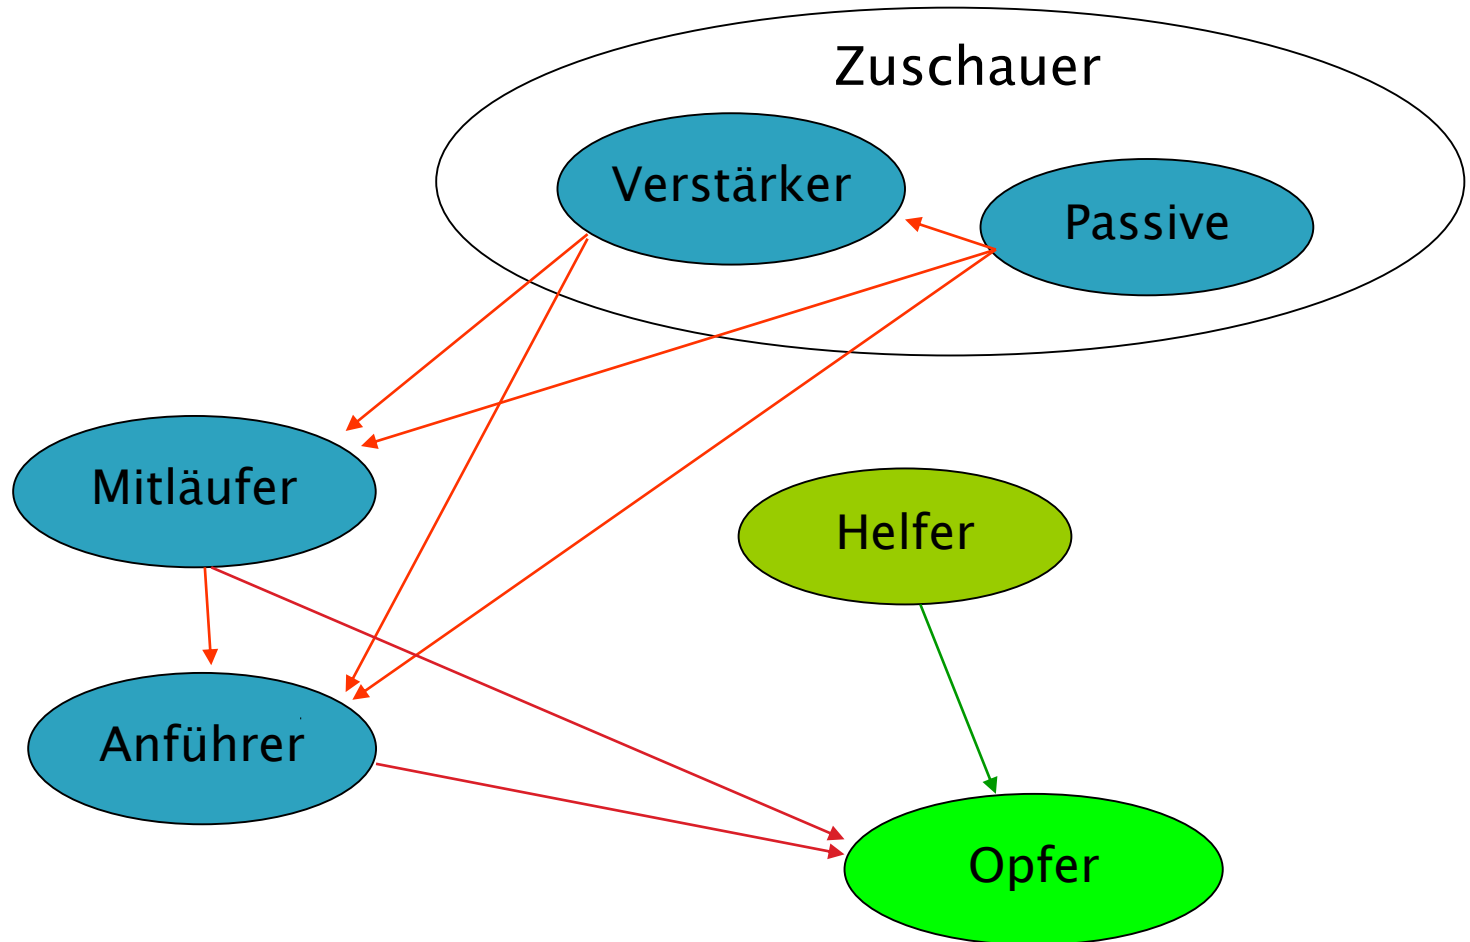 Zuschauer
Verstärker
Passive
Mitläufer
Helfer
Anführer
Opfer